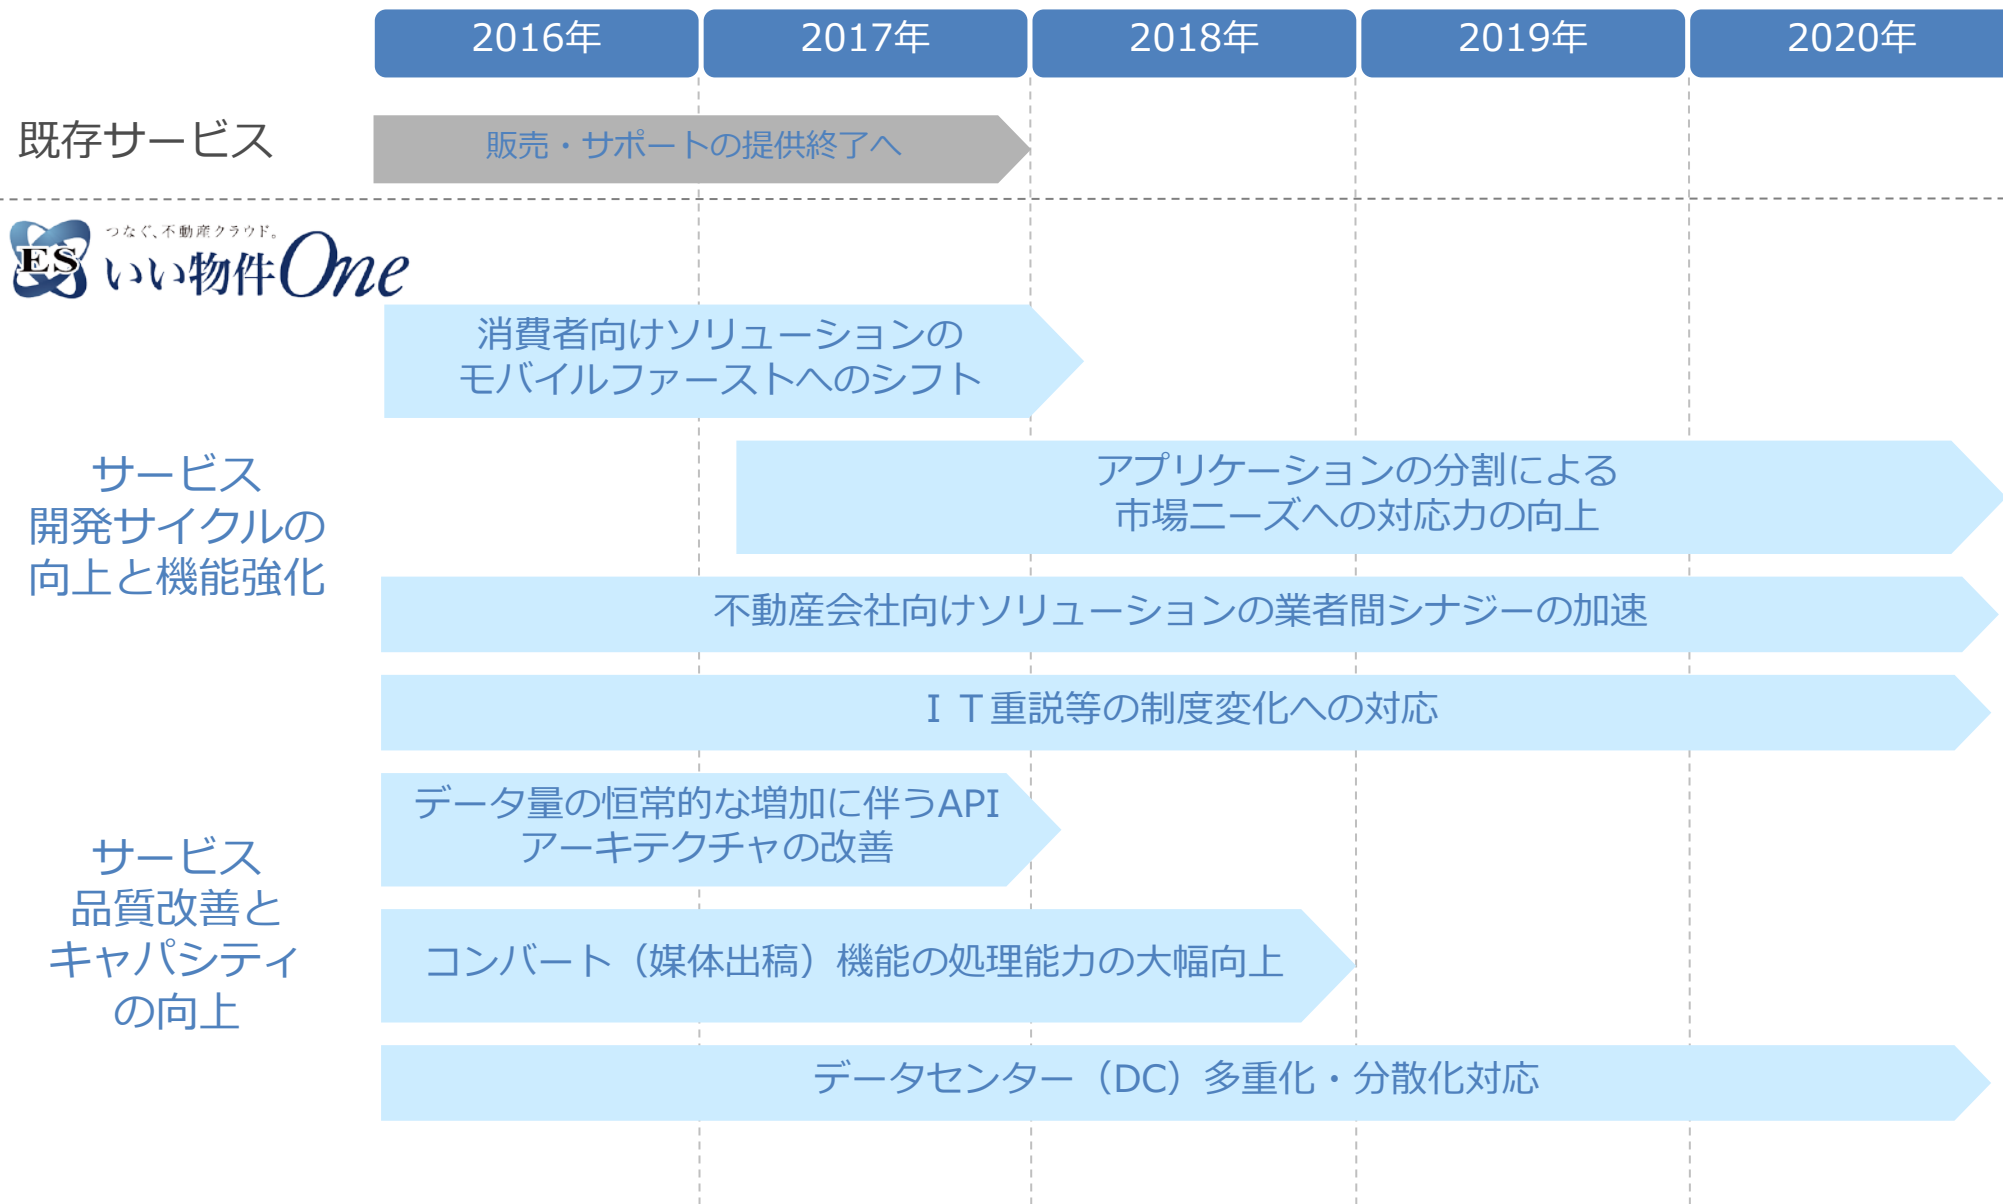 2016年
2017年
2018年
2019年
2020年
既存サービス
販売・サポートの提供終了へ
ES
つなぐ、不動産クラウド。
いい物件One
消費者向けソリューションの
モバイルファーストへのシフト
サービス
開発サイクルの
向上と機能強化
アプリケーションの分割による
市場ニーズへの対応力の向上
不動産会社向けソリューションの業者間シナジーの加速
ＩＴ重説等の制度変化への対応
サービス
品質改善と
キャパシティ
の向上
データ量の恒常的な増加に伴うAPI
アーキテクチャの改善
コンバート（媒体出稿）機能の処理能力の大幅向上
データセンター（DC）多重化・分散化対応